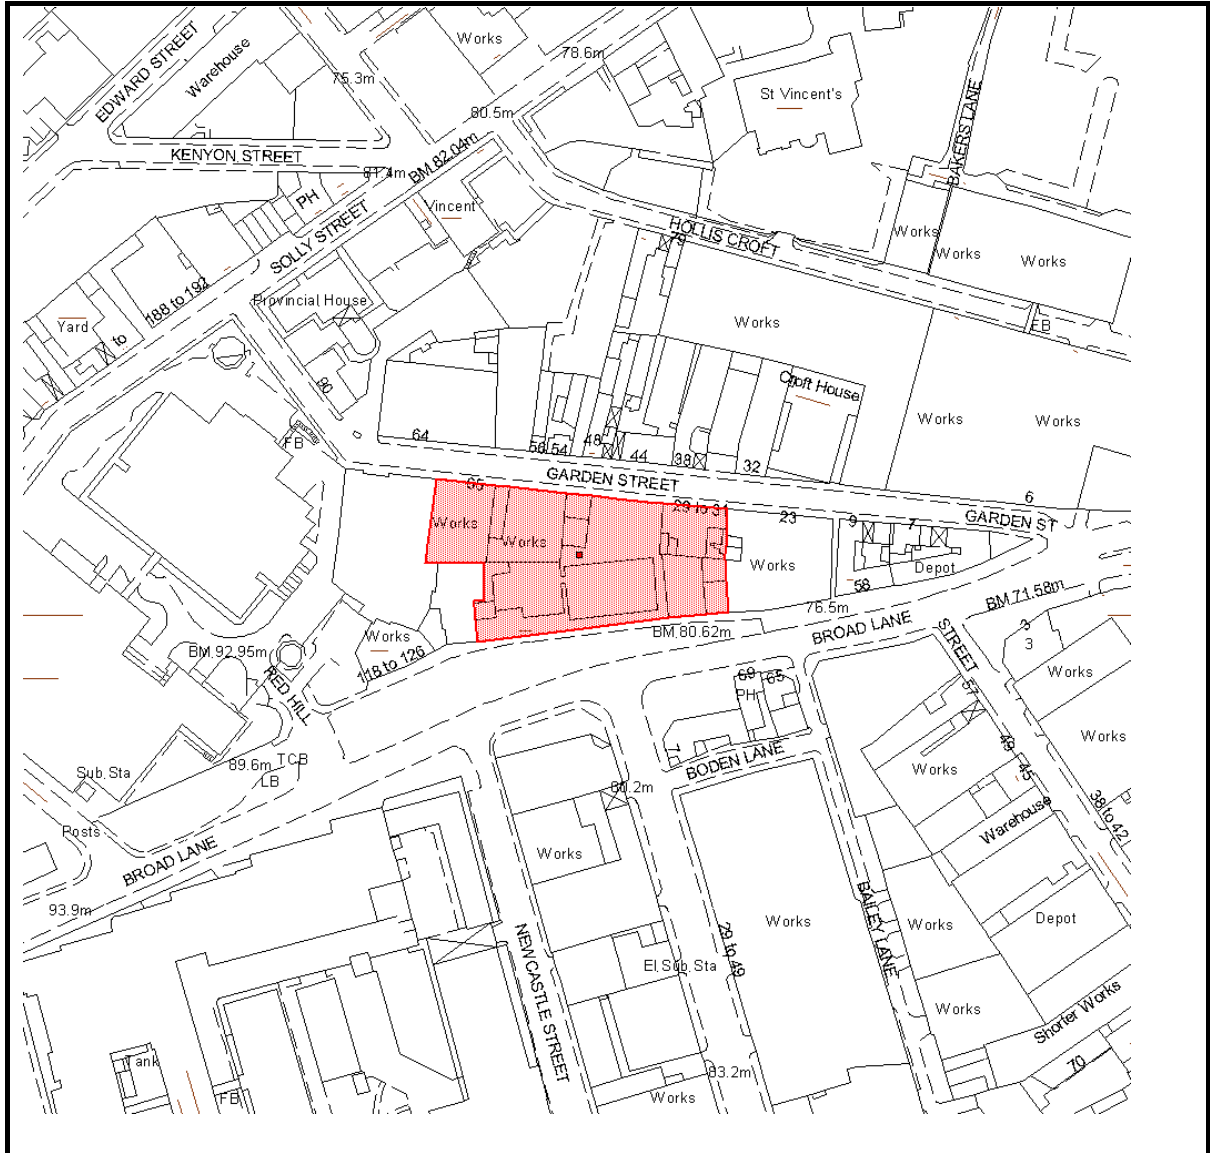 Works
78.6m
EDWARD STREET
Warehouse
75.3m
St Vincent's
80.5m
BAKERS LANE
KENYON STREET
81.4m
BM 82.04m
PH
Vincent
SOLLY STREET
HOLLIS CROFT
79
Works
Works
Works
188 to 192
Provincial House
Yard
to
Works
FB
90
Croft House
Works
Works
64
FB
56
54
48
44
38
32
GARDEN STREET
95
6
29 to 31
23
9
7
GARDEN ST
Works
Works
Works
Depot
58
BM 71.58m
76.5m
BM 80.62m
BROAD LANE
STREET
3
3
Works
118 to 126
Works
BM 92.95m
RED HILL
69
65
PH
57
7
BODEN LANE
49
45
Works
Works
89.6m
TCB
LB
Sub Sta
80.2m
38 to 42
Warehouse
Posts
BROAD LANE
Works
93.9m
BAILEY LANE
Works
Works
Depot
29 to 49
NEWCASTLE STREET
El Sub Sta
Works
Shorter Works
Tank
83.2m
70
FB
Works